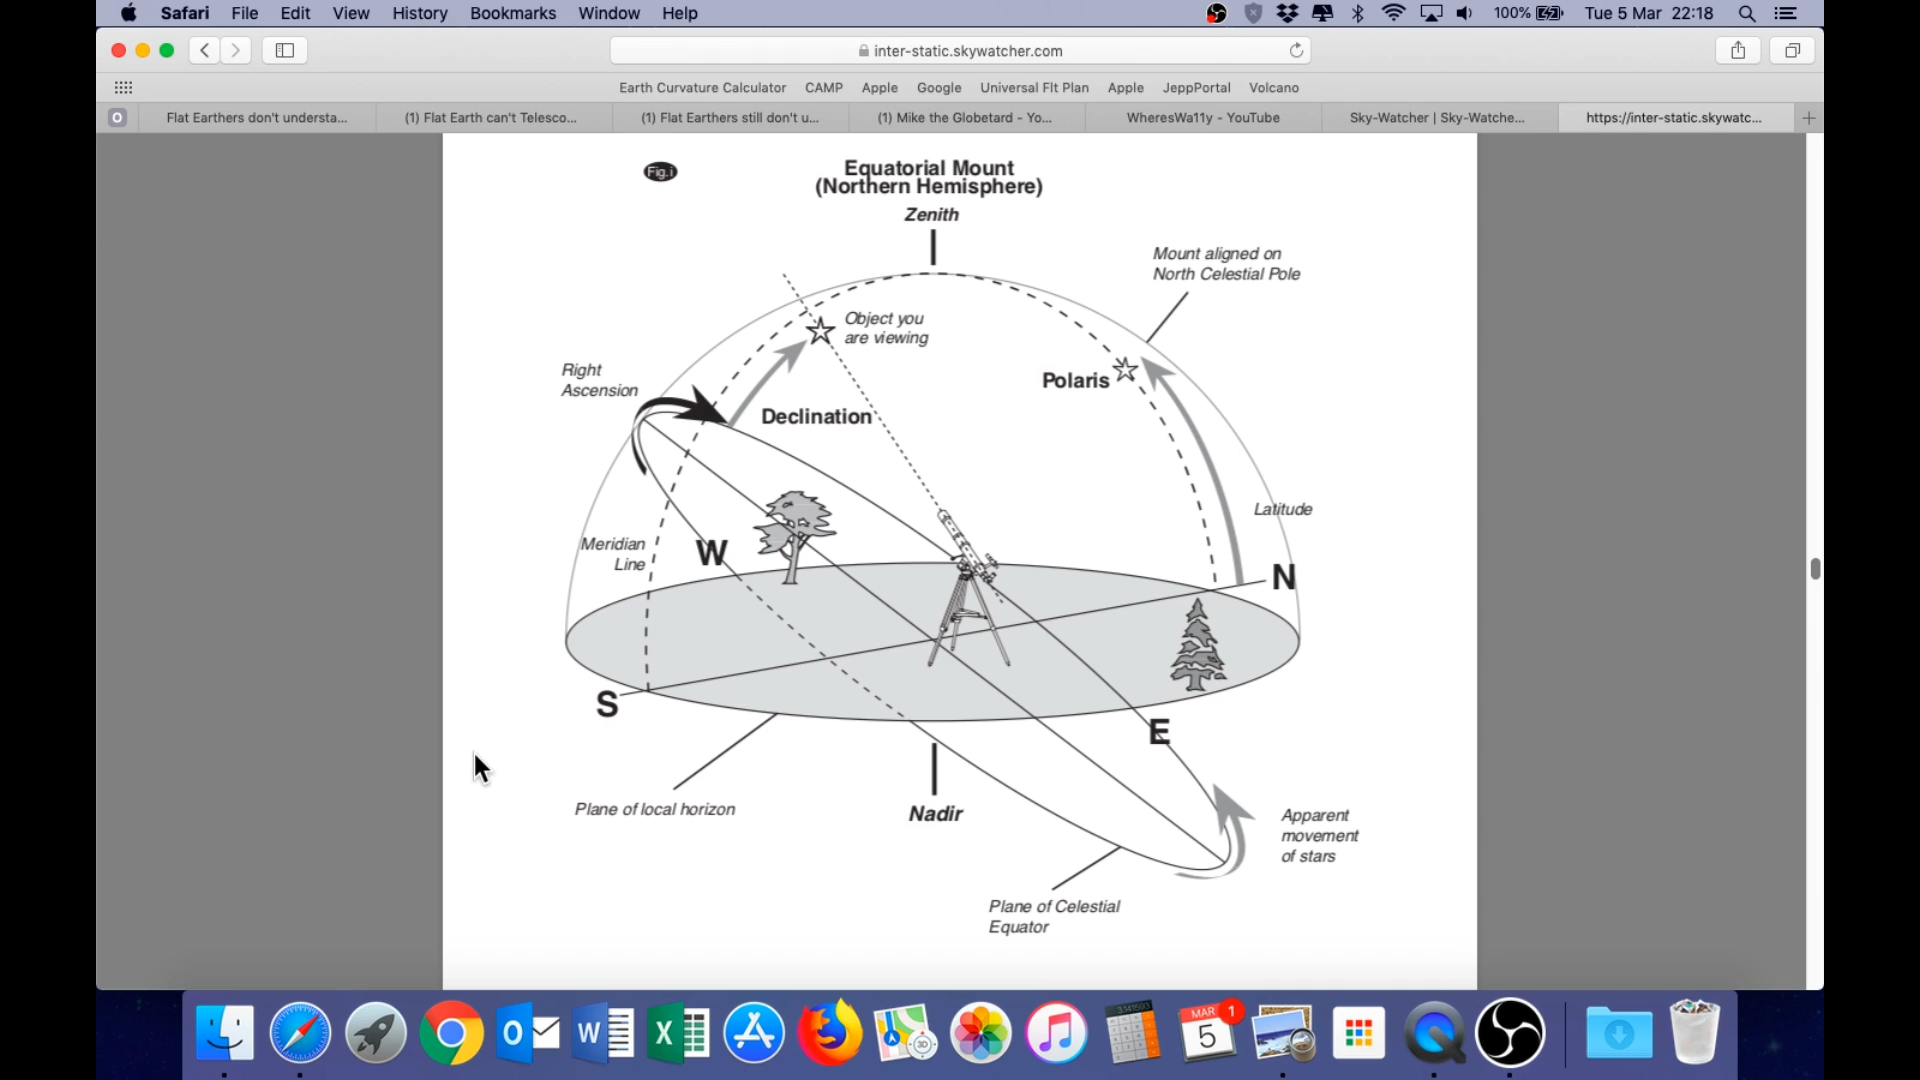 Safari File Edit View History Bookmarks Window Help 100% Tue 5 Mar 22:18
inter-static.skywatcher.com
Earth Curvature Calculator CAMP Apple Google Universal Flt Plan Apple JeppPortal Volcano
O Flat Earthers don't understa... (1) Flat Earth can't Telesco... (1) Flat Earthers still don't u... (1) Mike the Globetard - Yo... WheresWa11y - YouTube Sky-Watcher | Sky-Watche... https://inter-static.skywatc...
Fig.i
Equatorial Mount
(Northern Hemisphere)
Zenith
Mount aligned on
North Celestial Pole
Object you
are viewing
Right
Ascension
Polaris
Declination
Latitude
Meridian
Line
W
N
S
E
Plane of local horizon
Nadir
Apparent
movement
of stars
Plane of Celestial
Equator
O
W
X
3D
MAR
5
1